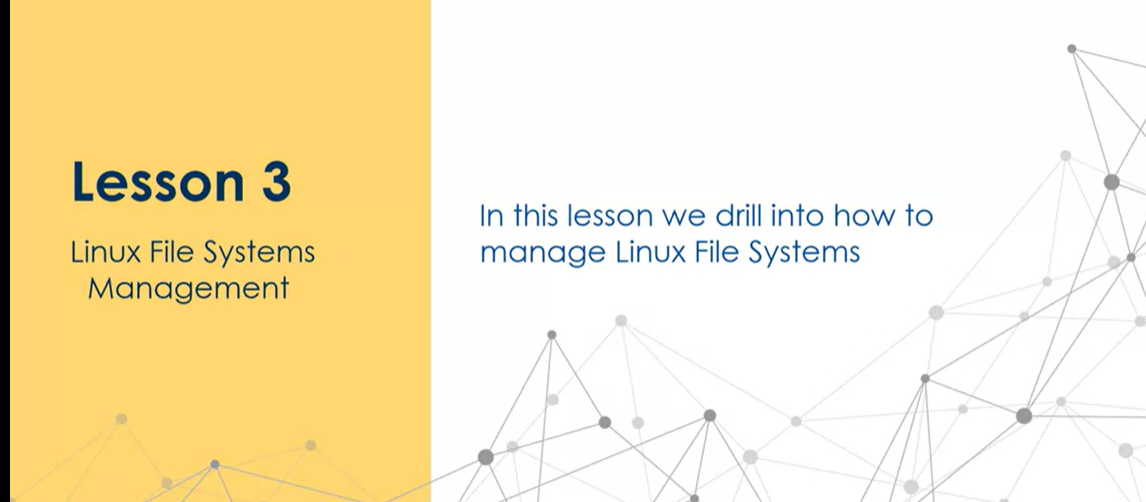 Lesson 3
Linux File Systems
Management
In this lesson we drill into how to
manage Linux File Systems